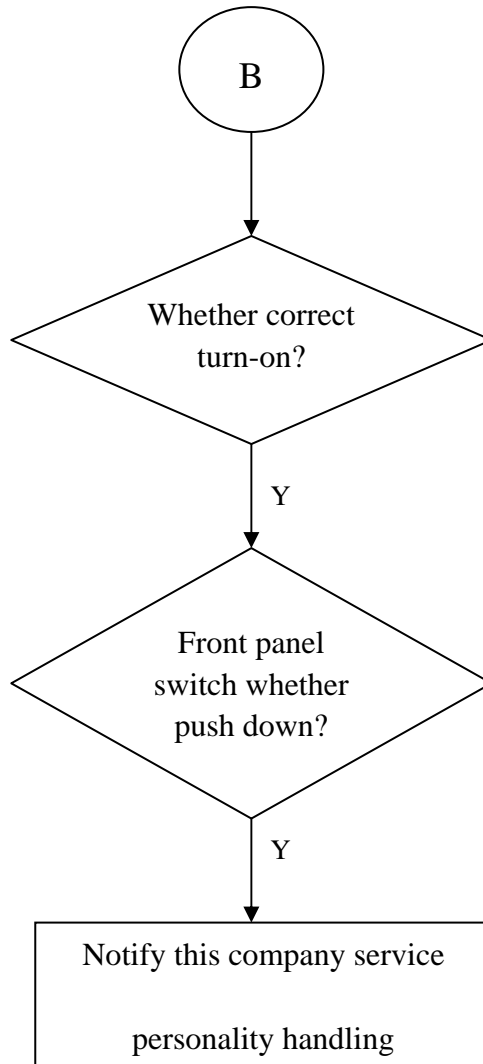 B
Whether correct
turn-on?
Y
Front panel
switch whether
push down?
Y
Notify this company service
personality handling